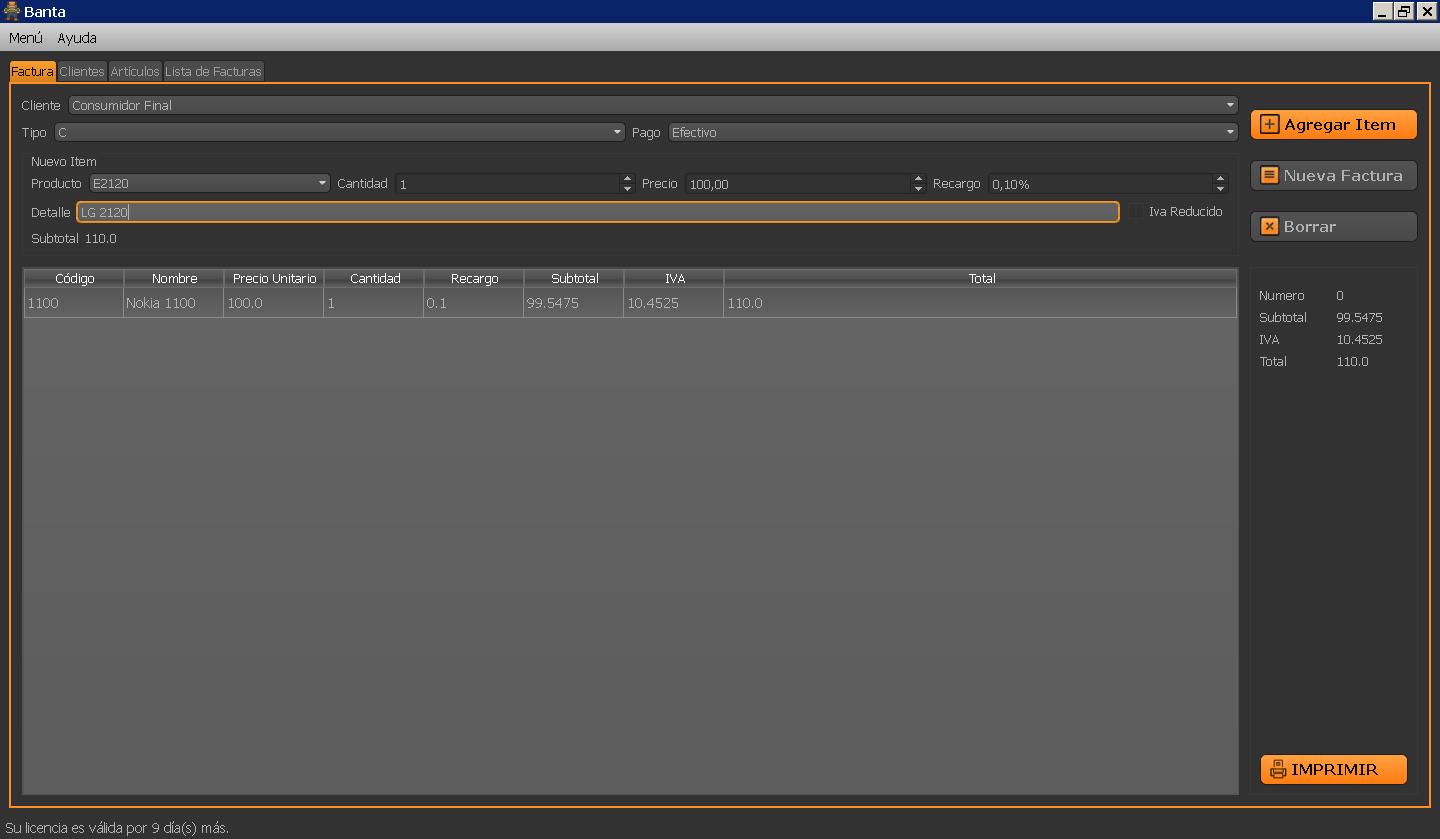 Banta
Menú Ayuda
Factura Clientes Artículos Lista de Facturas
Cliente Consumidor Final
Tipo C Pago Efectivo
Agregar Item
Nuevo Item
Producto E2120 Cantidad 1 Precio 100,00 Recargo 0,10%
Nueva Factura
Detalle LG 2120 Iva Reducido
Borrar
Subtotal 110.0
Código Nombre Precio Unitario Cantidad Recargo Subtotal IVA Total
1100 Nokia 1100 100.0 1 0.1 99.5475 10.4525 110.0
Numero 0
Subtotal 99.5475
IVA 10.4525
Total 110.0
IMPRIMIR
Su licencia es válida por 9 día(s) más.